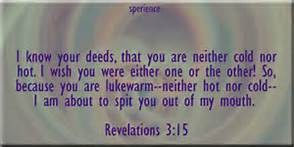 sperience
I know your deeds, that you are neither cold nor
hot. I wish you were either one or the other! So,
because you are lukewarm--neither hot nor cold--
I am about to spit you out of my mouth.
Revelations 3:15